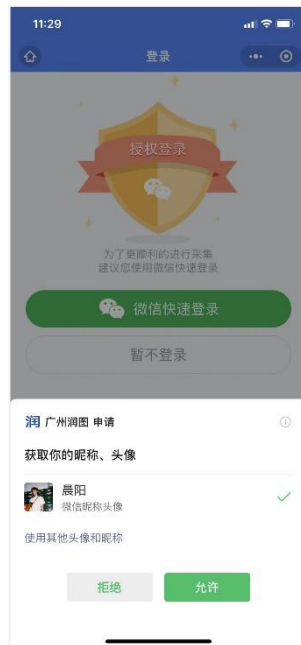 11:29
登录
授权登录
为了更顺利的进行采集
建议您使用微信快速登录
微信快速登录
暂不登录
润 广州润图 申请
获取你的昵称、头像
晨阳
微信昵称头像
使用其他头像和昵称
拒绝
允许